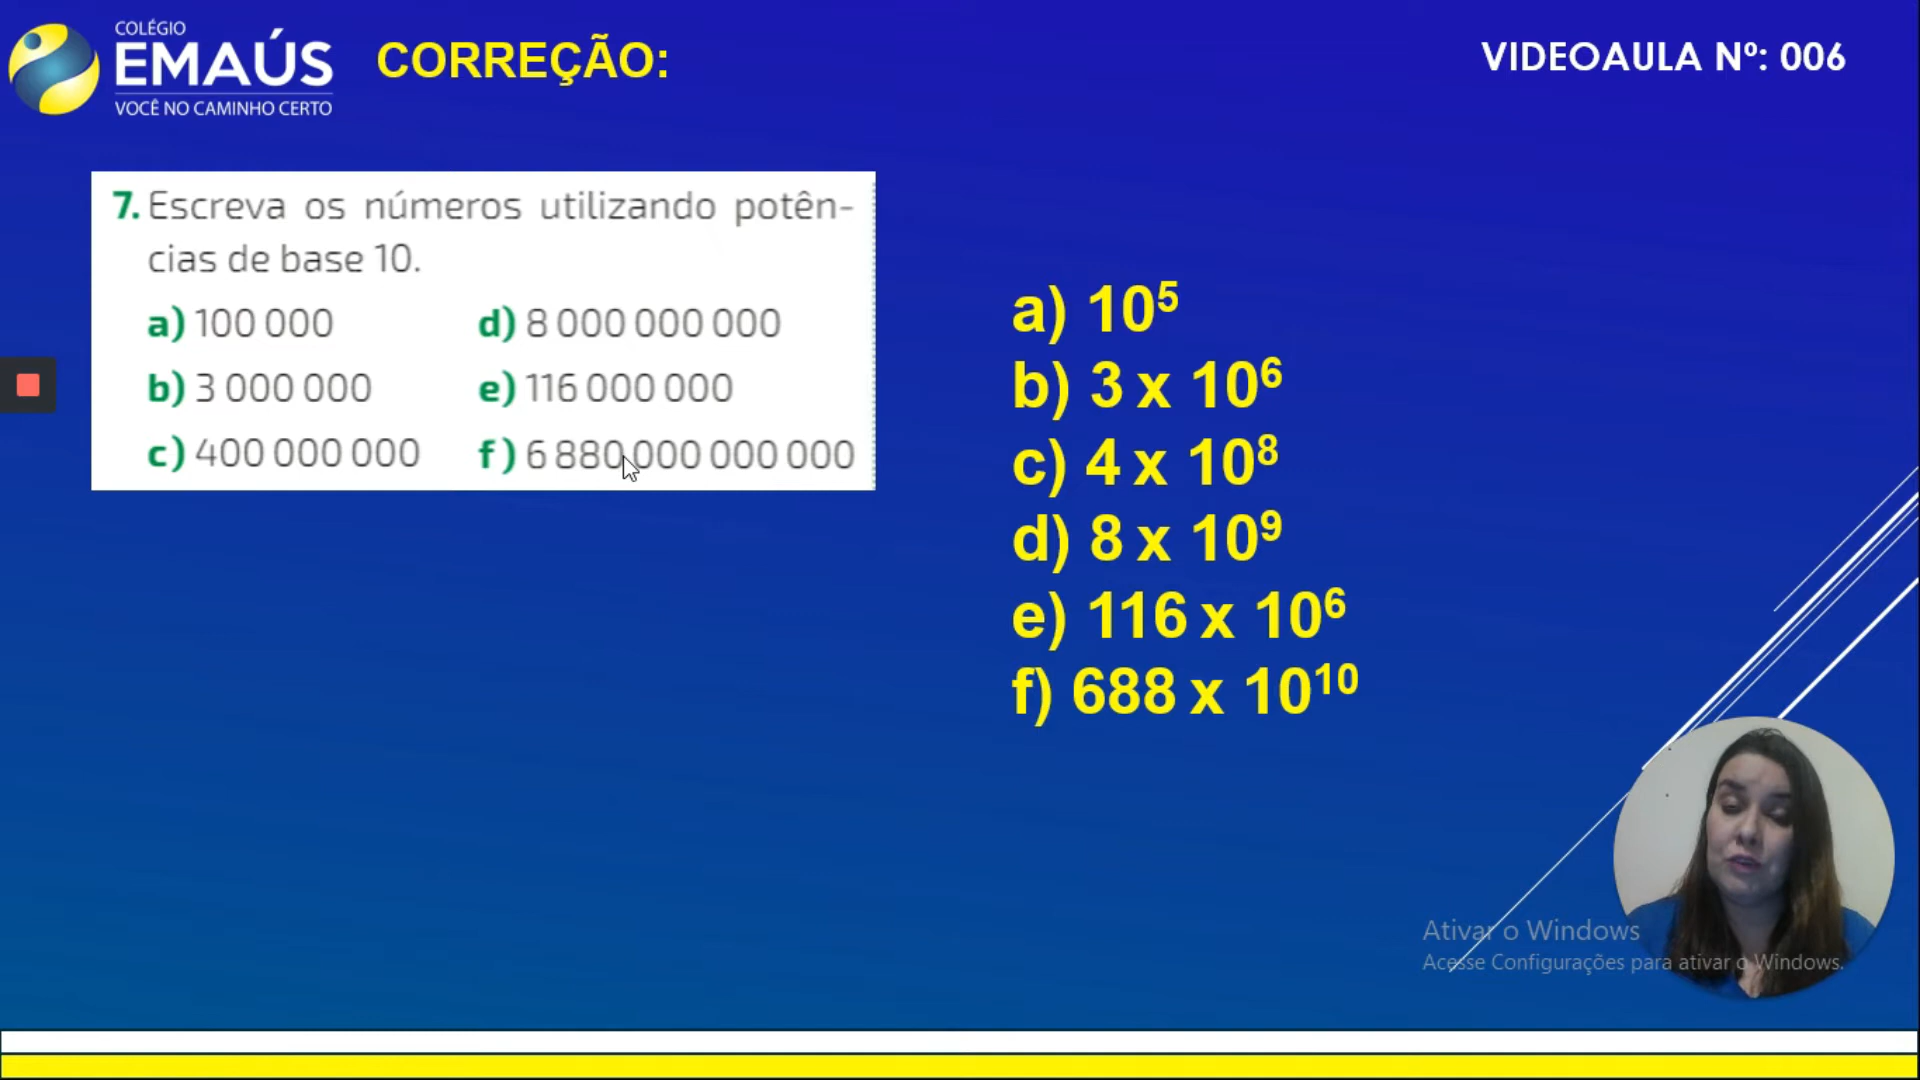 COLÉGIO
EMAÚS
VOCÊ NO CAMINHO CERTO
CORREÇÃO:
VIDEOAULA Nº: 006
7. Escreva os números utilizando potên-
cias de base 10.
a) 100 000
d) 8 000 000 000
b) 3 000 000
e) 116 000 000
c) 400 000 000
f) 6 880 000 000 000
a) 10⁵
b) 3 x 10⁶
c) 4 x 10⁸
d) 8 x 10⁹
e) 116 x 10⁶
f) 688 x 10¹⁰
Ativar o Windows
Acesse Configurações para ativar o Windows.